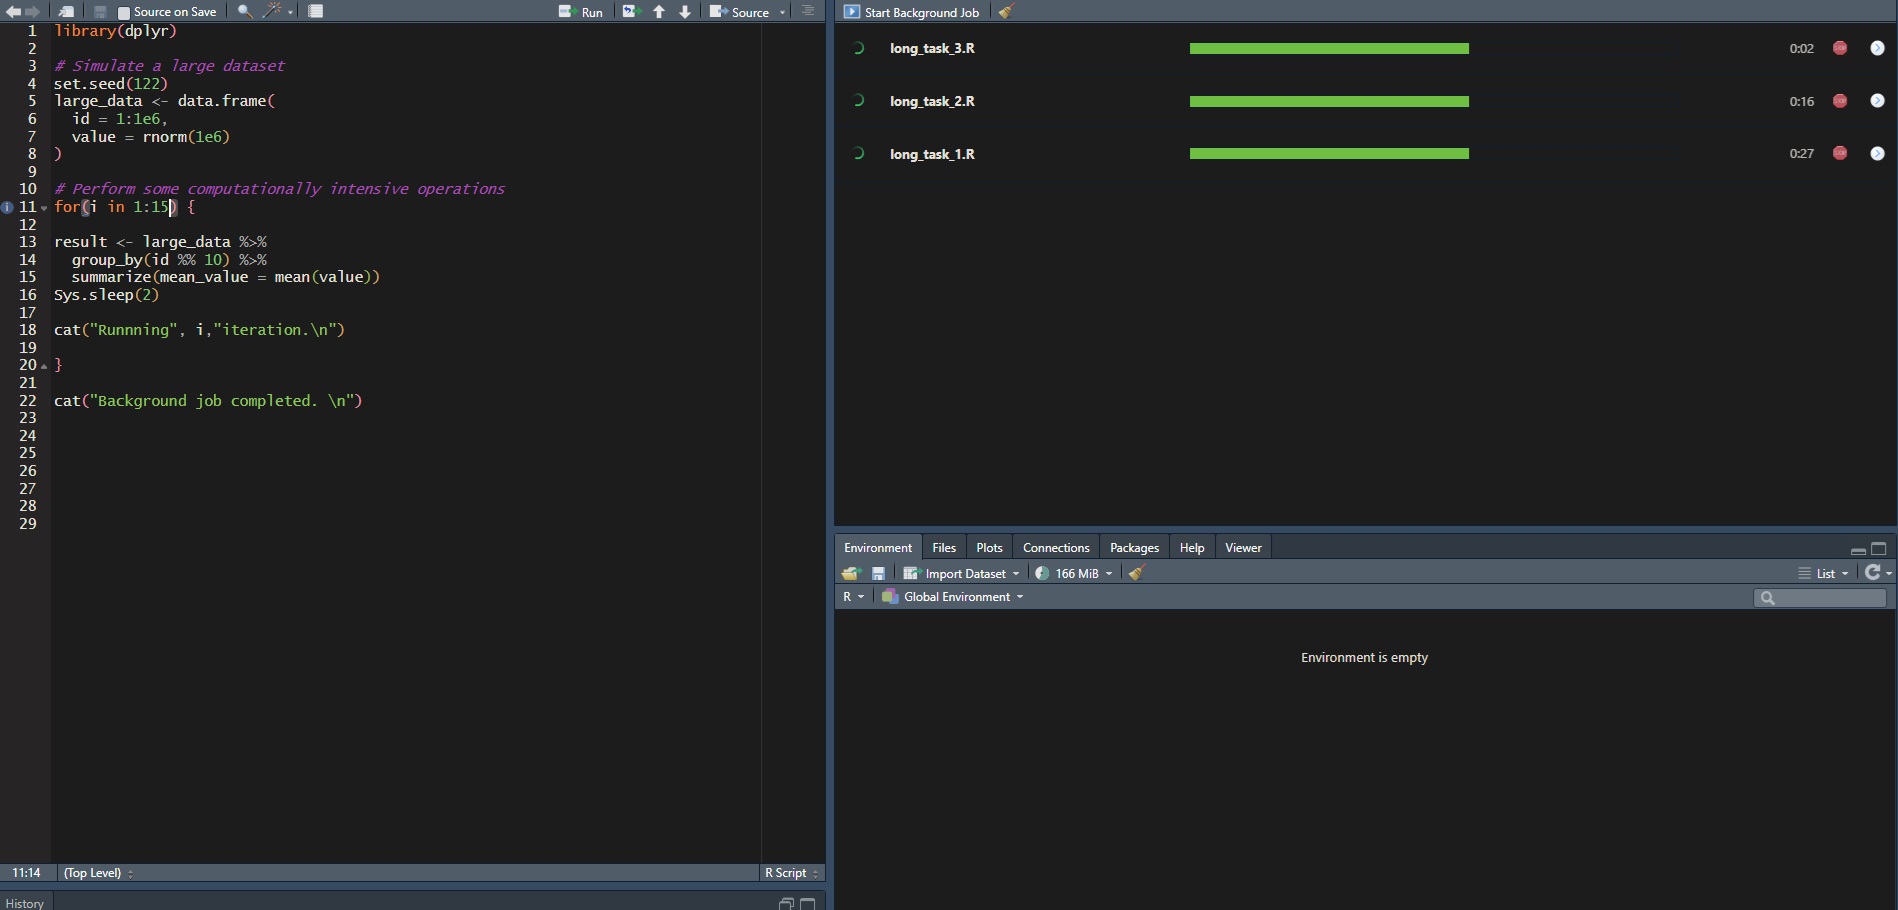 Source on Save
Run
Source
1 library(dplyr)
2
3 # Simulate a large dataset
4 set.seed(122)
5 large_data <- data.frame(
6 id = 1:1e6,
7 value = rnorm(1e6)
8 )
9
10 # Perform some computationally intensive operations
11 for(i in 1:15) {
12
13 result <- large_data %>%
14 group_by(id %% 10) %>%
15 summarize(mean_value = mean(value))
16 Sys.sleep(2)
17
18 cat("Runnning", i,"iteration.\n")
19
20 }
21
22 cat("Background job completed. \n")
23
24
25
26
27
28
29
11:14 (Top Level) R Script
History
Start Background Job
long_task_3.R 0:02
long_task_2.R 0:16
long_task_1.R 0:27
Environment Files Plots Connections Packages Help Viewer
Import Dataset 166 MiB List
R Global Environment
Environment is empty